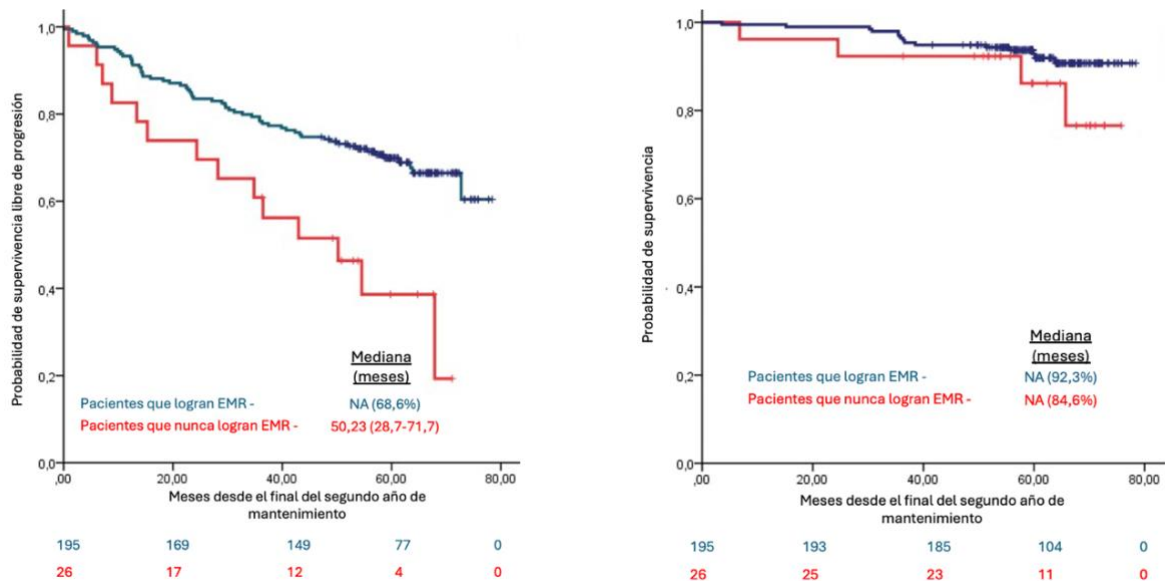 Probabilidad de supervivencia libre de progresión
1,0
0,8
0,6
0,4
0,2
0,0
Mediana
(meses)
Pacientes que logran EMR - NA (68,6%)
Pacientes que nunca logran EMR - 50,23 (28,7-71,7)
,00 20,00 40,00 60,00 80,00
Meses desde el final del segundo año de
mantenimiento
195 169 149 77 0
26 17 12 4 0
Probabilidad de supervivencia
1,0
0,8
0,6
0,4
0,2
0,0
Mediana
(meses)
Pacientes que logran EMR - NA (92,3%)
Pacientes que nunca logran EMR - NA (84,6%)
,00 20,00 40,00 60,00 80,00
Meses desde el final del segundo año de
mantenimiento
195 193 185 104 0
26 25 23 11 0